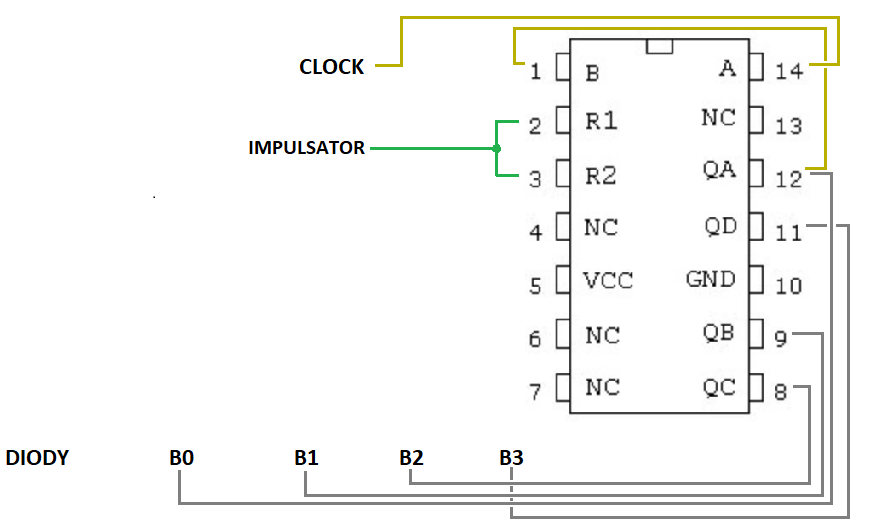 CLOCK
1 B A 14
IMPULSATOR
2 R1 NC 13
3 R2 QA 12
4 NC QD 11
5 VCC GND 10
6 NC QB 9
7 NC QC 8
DIODY B0 B1 B2 B3